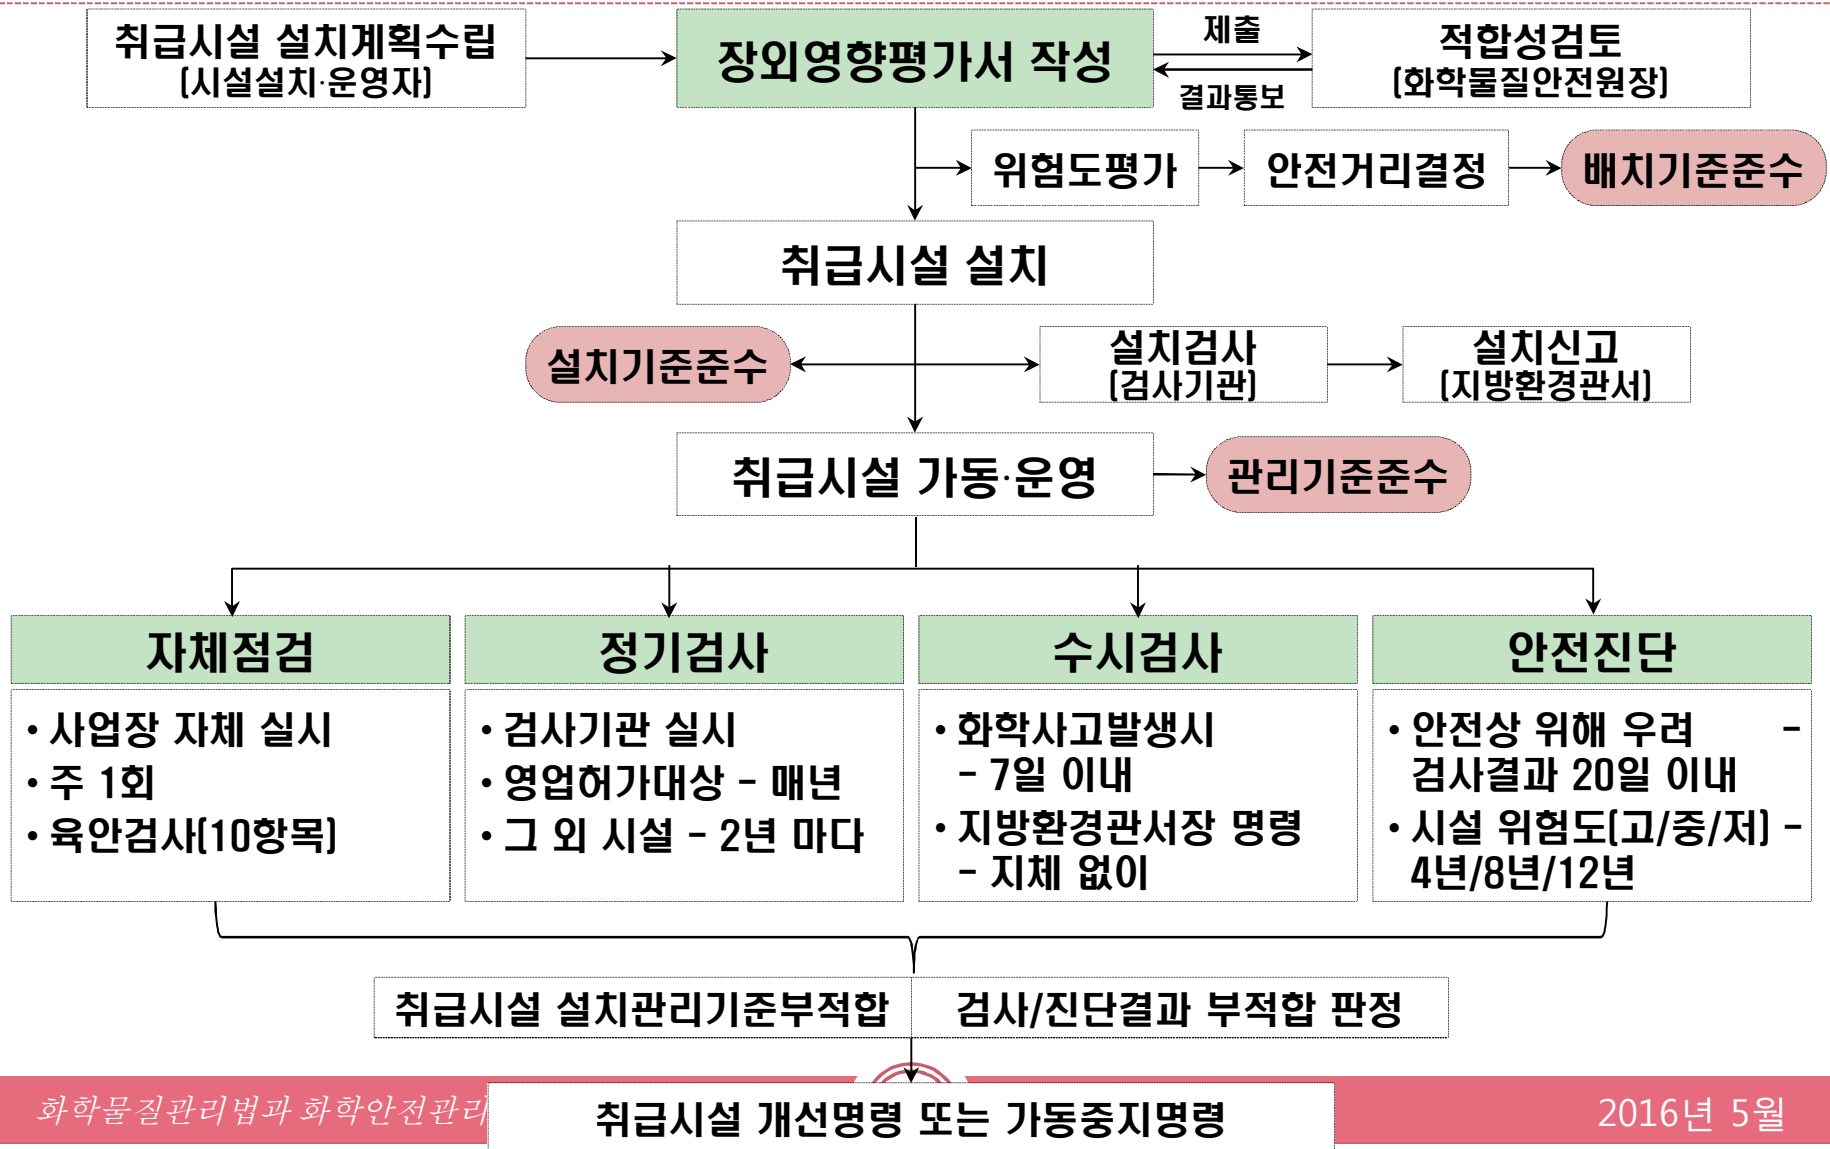 취급시설 설치계획수립
(시설설치·운영자)
장외영향평가서 작성
제출
결과통보
적합성검토
(화학물질안전원장)
위험도평가
안전거리결정
배치기준준수
취급시설 설치
설치기준준수
설치검사
(검사기관)
설치신고
(지방환경관서)
취급시설 가동·운영
관리기준준수
자체점검
• 사업장 자체 실시
• 주 1회
• 육안검사(10항목)
정기검사
• 검사기관 실시
• 영업허가대상 - 매년
• 그 외 시설 - 2년 마다
수시검사
• 화학사고발생시
- 7일 이내
• 지방환경관서장 명령
- 지체 없이
안전진단
• 안전상 위해 우려 -
검사결과 20일 이내
• 시설 위험도(고/중/저) -
4년/8년/12년
취급시설 설치관리기준부적합
검사/진단결과 부적합 판정
취급시설 개선명령 또는 가동중지명령
화학물질관리법과 화학안전관리
2016년 5월